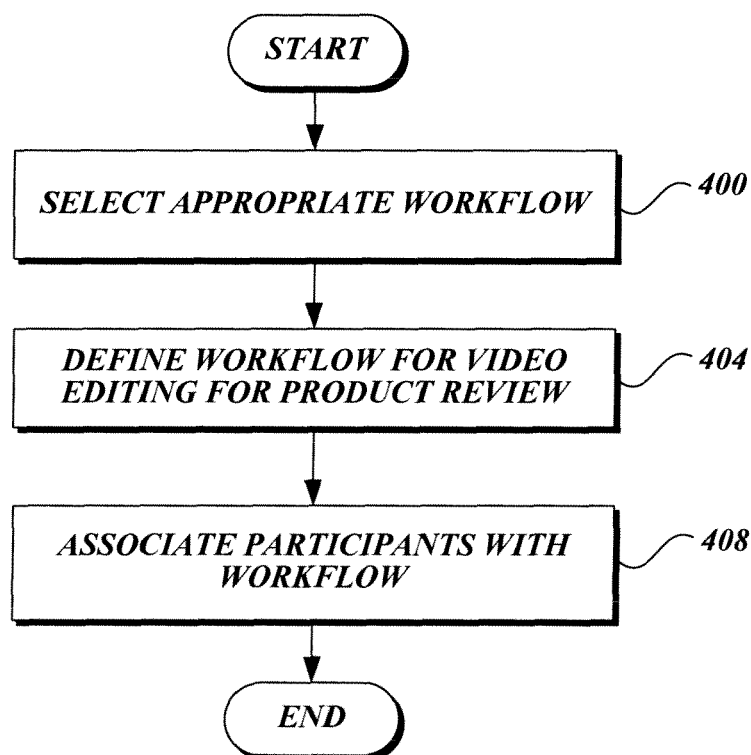 START
SELECT APPROPRIATE WORKFLOW
400
DEFINE WORKFLOW FOR VIDEO
EDITING FOR PRODUCT REVIEW
404
ASSOCIATE PARTICIPANTS WITH
WORKFLOW
408
END